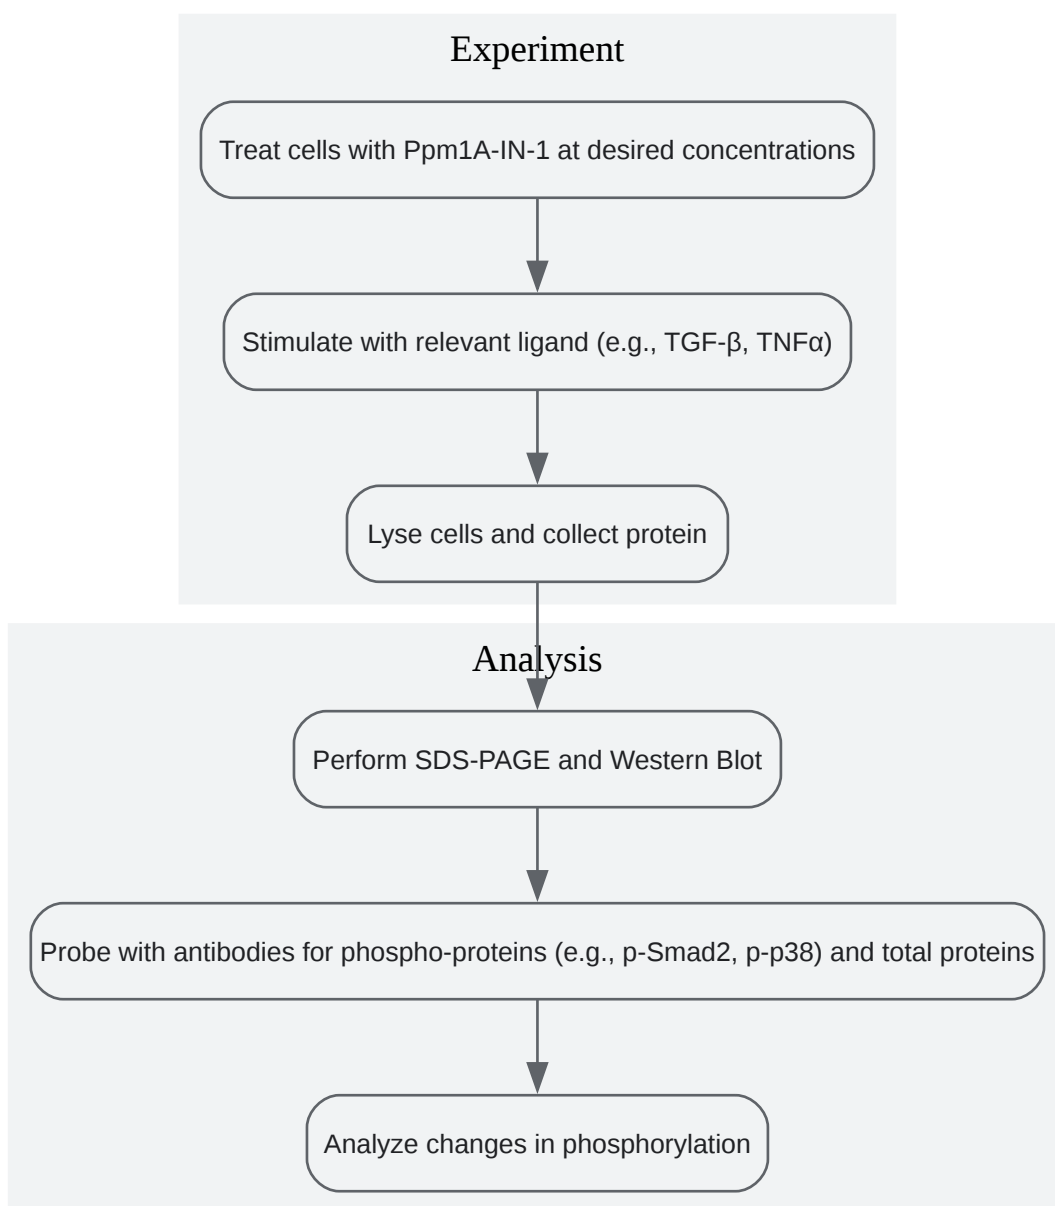 Experiment
Treat cells with Ppm1A-IN-1 at desired concentrations
Stimulate with relevant ligand (e.g., TGF-β, TNFα)
Lyse cells and collect protein
Analysis
Perform SDS-PAGE and Western Blot
Probe with antibodies for phospho-proteins (e.g., p-Smad2, p-p38) and total proteins
Analyze changes in phosphorylation